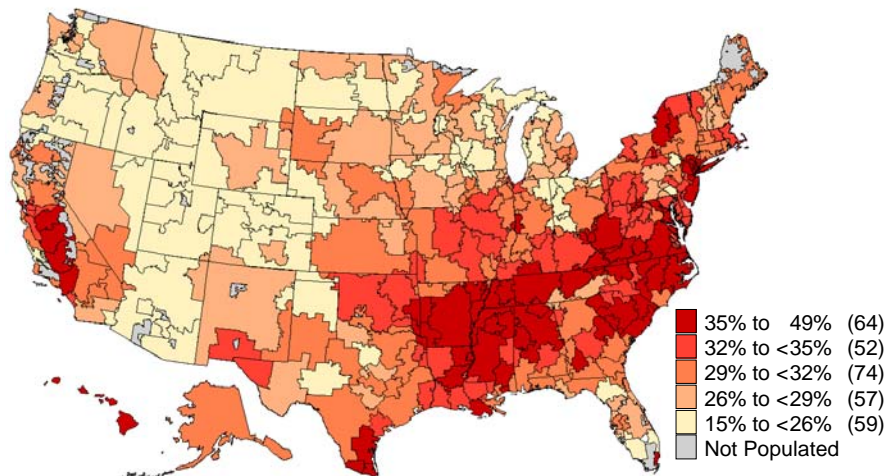 35% to 49% (64)
32% to <35% (52)
29% to <32% (74)
26% to <29% (57)
15% to <26% (59)
Not Populated